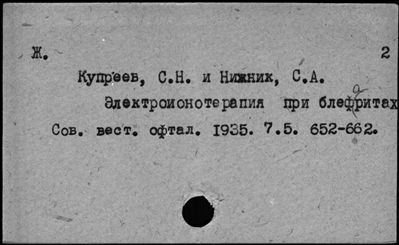 Ж. 2
Купреев, С.Н. и Нижник, С.А.
Электроионотерапия при блефаритах
Сов. вест. офтал. 1935. 7.5. 652-662.